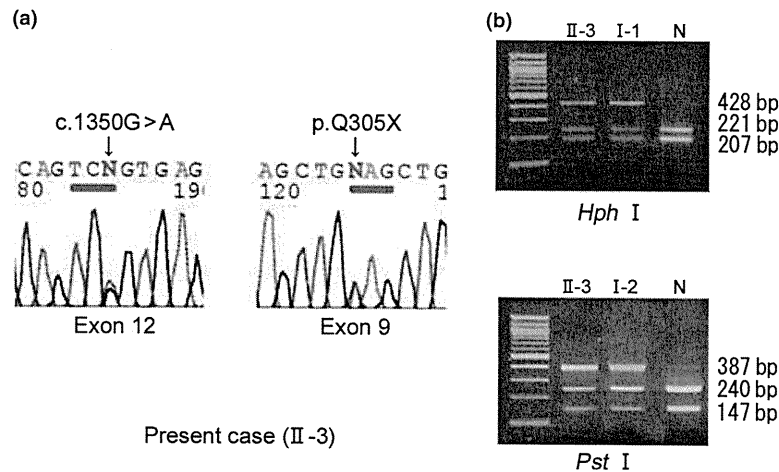 (a)
c.1350G>A
CAGTCNGTGAG
80 190
Exon 12
p.Q305X
AGCTGNAGCTG
120 1
Exon 9
Present case (II-3)
(b)
II-3 I-1 N
428 bp
221 bp
207 bp
Hph I
II-3 I-2 N
387 bp
240 bp
147 bp
Pst I